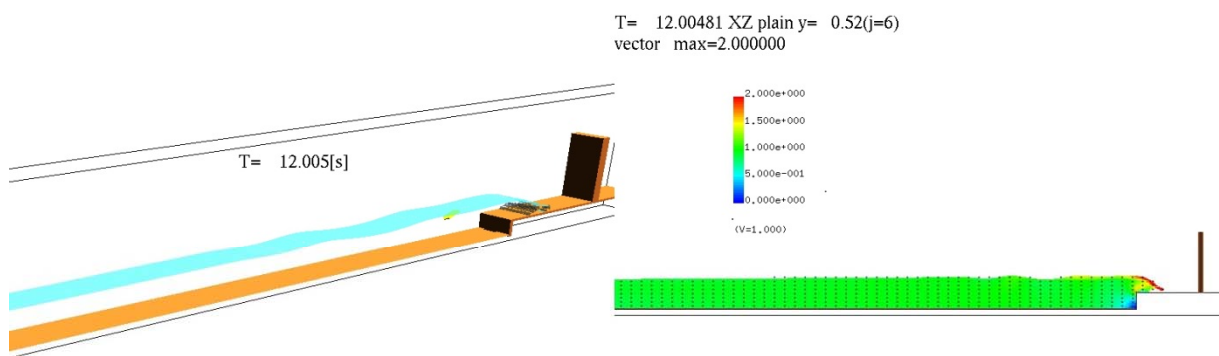 T=    12.005[s]
T=    12.00481 XZ plain y=    0.52(j=6)
vector    max=2.000000
2.000e+000
1.500e+000
1.000e+000
5.000e-001
0.000e+000
(V=1.000)